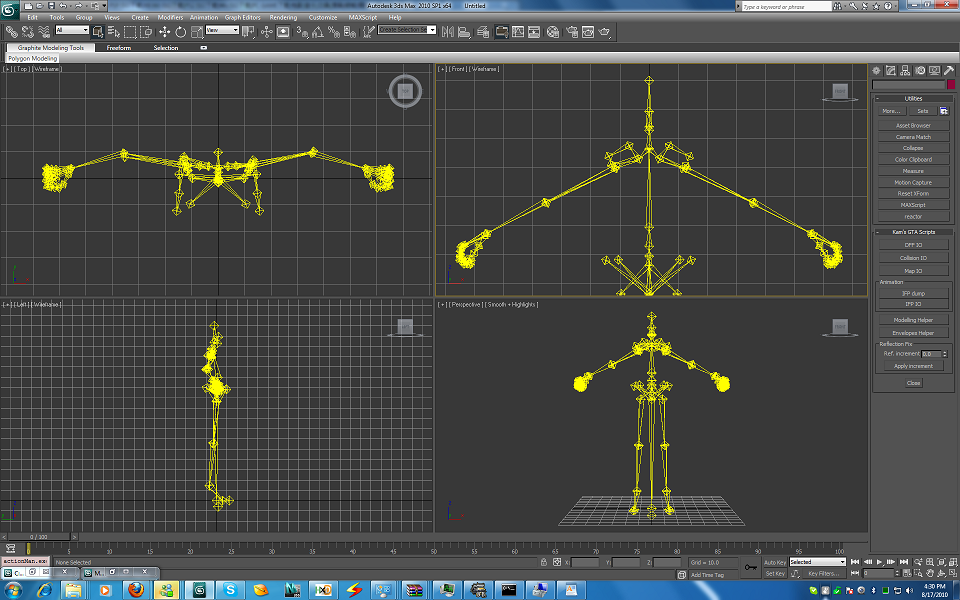 Autodesk 3ds Max 2010 SP1 x64 Untitled
Type a keyword or phrase
Edit Tools Group Views Create Modifiers Animation Graph Editors Rendering Customize MAXScript Help
All View Create Selection Se
Graphite Modeling Tools Freeform Selection
Polygon Modeling
[ + ] [ Top ] [ Wireframe ]
[ + ] [ Front ] [ Wireframe ]
[ + ] [ Left ] [ Wireframe ]
[ + ] [ Perspective ] [ Smooth + Highlights ]
Utilities
More... Sets
Asset Browser
Camera Match
Collapse
Color Clipboard
Measure
Motion Capture
Reset XForm
MAXScript
reactor
Kam's GTA Scripts
DFF IO
Collision IO
Map IO
Animation
IFP dump
IFP IO
Modelling Helper
Envelopes Helper
Reflection Fix
Ref. increment 0,0
Apply increment
Close
0 / 100
0 5 10 15 20 25 30 35 40 45 50 55 60 65 70 75 80 85 90 95 100
actionMan.ex
None Selected
X: Y: Z:
Grid = 10.0
Add Time Tag
Auto Key Selected
Set Key Key Filters...
0
C...
M...
4:30 PM
8/17/2010